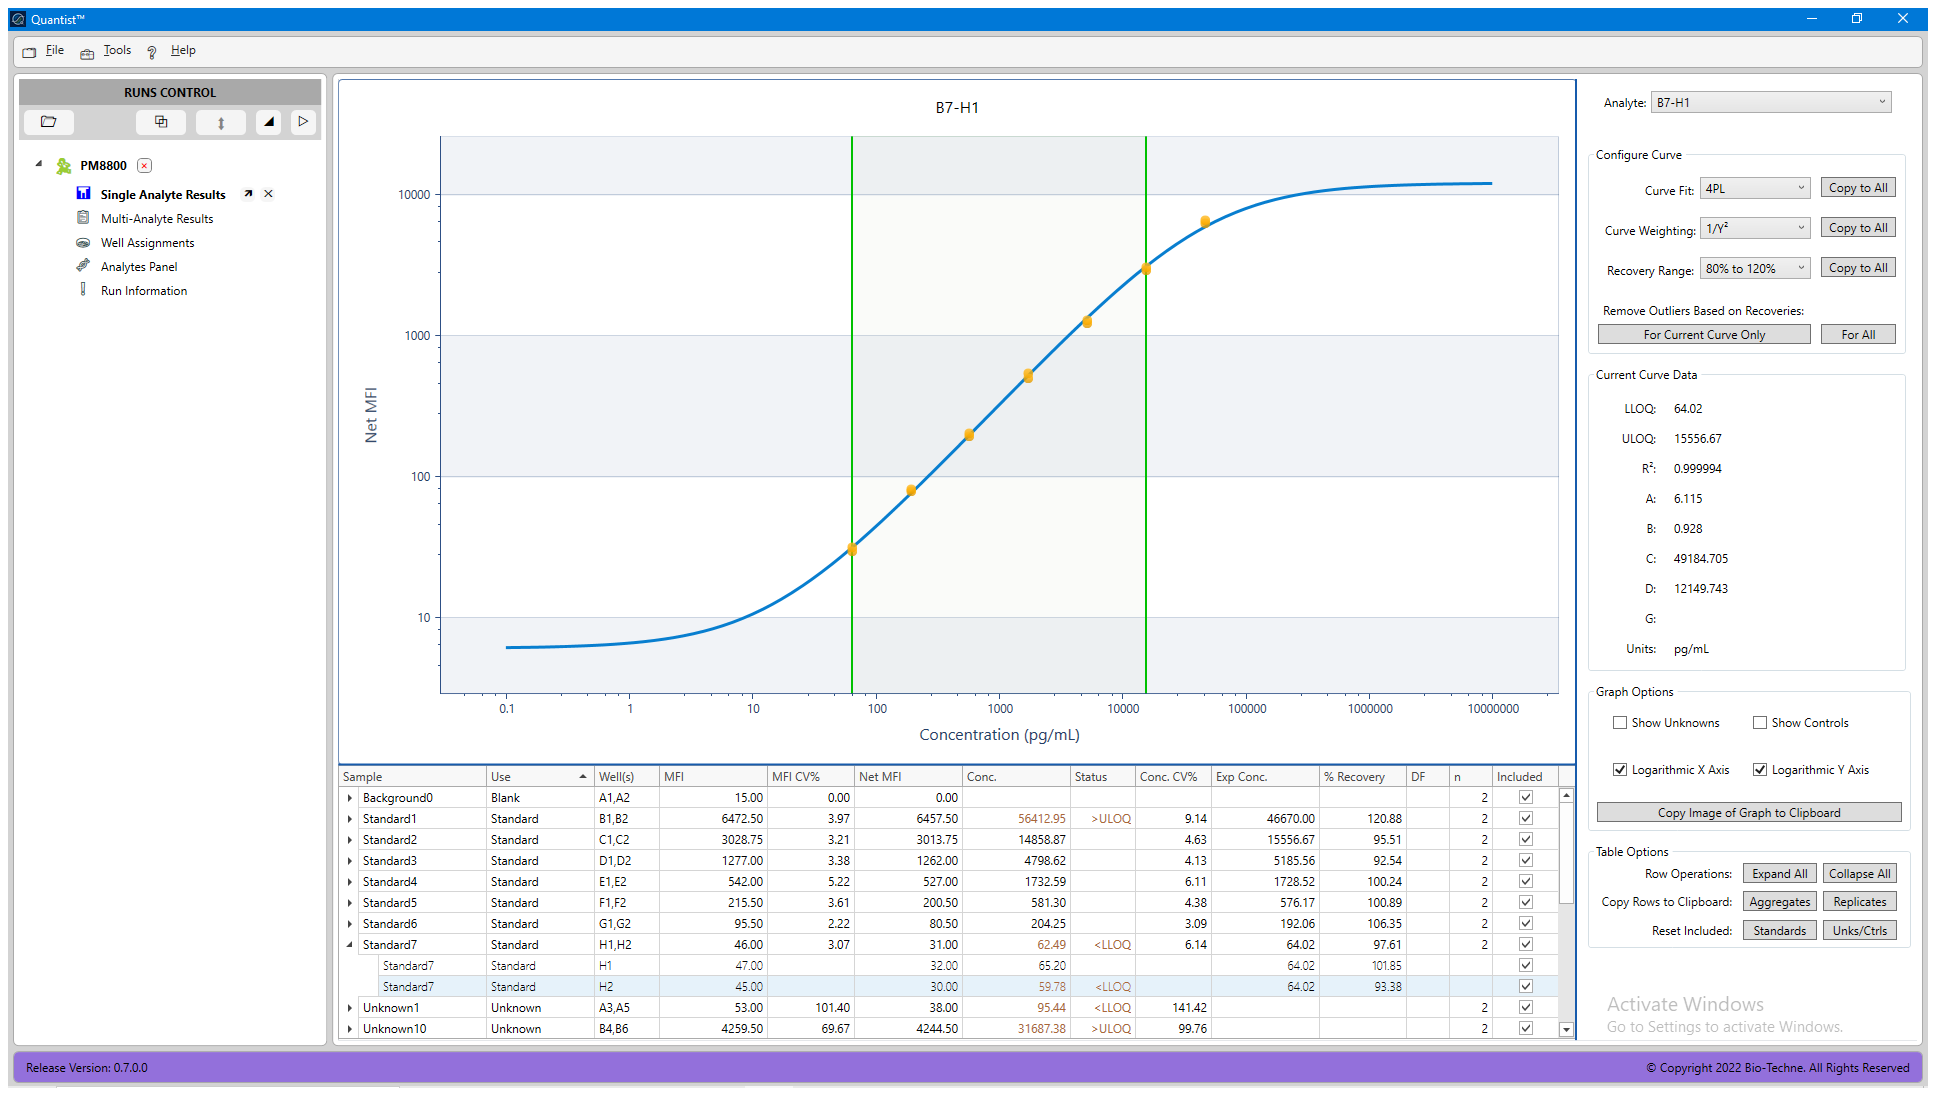 Quantist™
File Tools Help
RUNS CONTROL
PM8800
Single Analyte Results
Multi-Analyte Results
Well Assignments
Analytes Panel
Run Information
B7-H1
10000
1000
100
10
Net MFI
0.1 1 10 100 1000 10000 100000 1000000 10000000
Concentration (pg/mL)
Sample Use Well(s) MFI MFI CV% Net MFI Conc. Status Conc. CV% Exp Conc. % Recovery DF n Included
Background0 Blank A1,A2 15.00 0.00 0.00 2
Standard1 Standard B1,B2 6472.50 3.97 6457.50 56412.95 >ULOQ 9.14 46670.00 120.88 2
Standard2 Standard C1,C2 3028.75 3.21 3013.75 14858.87 4.63 15556.67 95.51 2
Standard3 Standard D1,D2 1277.00 3.38 1262.00 4798.62 4.13 5185.56 92.54 2
Standard4 Standard E1,E2 542.00 5.22 527.00 1732.59 6.11 1728.52 100.24 2
Standard5 Standard F1,F2 215.50 3.61 200.50 581.30 4.38 576.17 100.89 2
Standard6 Standard G1,G2 95.50 2.22 80.50 204.25 3.09 192.06 106.35 2
Standard7 Standard H1,H2 46.00 3.07 31.00 62.49 <LLOQ 6.14 64.02 97.61 2
Standard7 Standard H1 47.00 32.00 65.20 64.02 101.85
Standard7 Standard H2 45.00 30.00 59.78 <LLOQ 64.02 93.38
Unknown1 Unknown A3,A5 53.00 101.40 38.00 95.44 <LLOQ 141.42 2
Unknown10 Unknown B4,B6 4259.50 69.67 4244.50 31687.38 >ULOQ 99.76 2
Analyte: B7-H1
Configure Curve
Curve Fit: 4PL Copy to All
Curve Weighting: 1/Y² Copy to All
Recovery Range: 80% to 120% Copy to All
Remove Outliers Based on Recoveries:
For Current Curve Only For All
Current Curve Data
LLOQ: 64.02
ULOQ: 15556.67
R²: 0.999994
A: 6.115
B: 0.928
C: 49184.705
D: 12149.743
G:
Units: pg/mL
Graph Options
Show Unknowns Show Controls
Logarithmic X Axis Logarithmic Y Axis
Copy Image of Graph to Clipboard
Table Options
Row Operations: Expand All Collapse All
Copy Rows to Clipboard: Aggregates Replicates
Reset Included: Standards Unks/Ctrls
Activate Windows
Go to Settings to activate Windows.
Release Version: 0.7.0.0
© Copyright 2022 Bio-Techne. All Rights Reserved